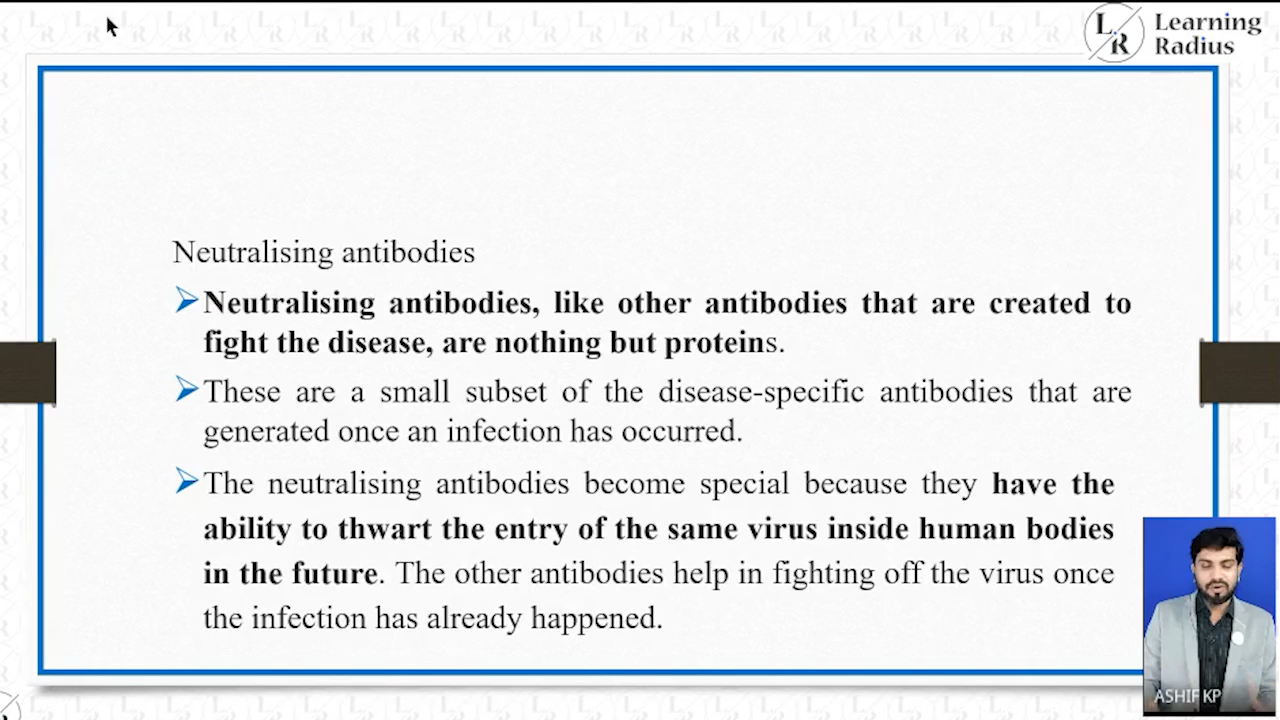 L
R
Learning
Radius
Neutralising antibodies
Neutralising antibodies, like other antibodies that are created to
fight the disease, are nothing but proteins.
These are a small subset of the disease-specific antibodies that are
generated once an infection has occurred.
The neutralising antibodies become special because they have the
ability to thwart the entry of the same virus inside human bodies
in the future. The other antibodies help in fighting off the virus once
the infection has already happened.
ASHIF KP